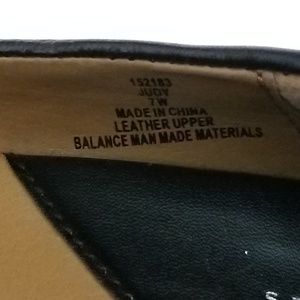 152183
JUDY
7W
MADE IN CHINA
LEATHER UPPER
BALANCE MAN MADE MATERIALS
S